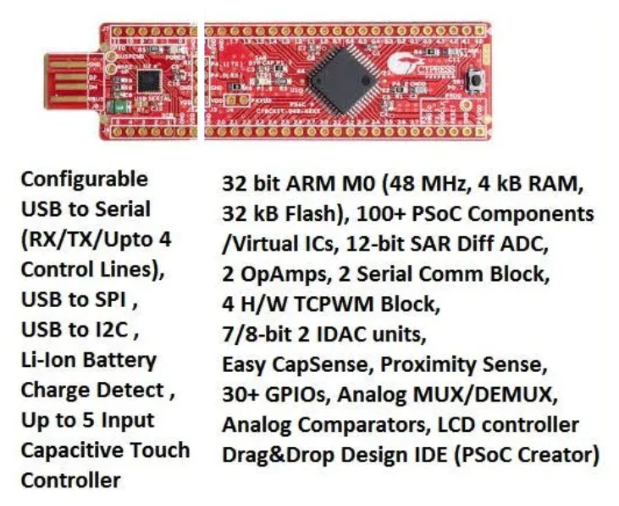 CYPRESS
Configurable
USB to Serial
(RX/TX/Upto 4
Control Lines),
USB to SPI ,
USB to I2C ,
Li-Ion Battery
Charge Detect ,
Up to 5 Input
Capacitive Touch
Controller
32 bit ARM M0 (48 MHz, 4 kB RAM,
32 kB Flash), 100+ PSoC Components
/Virtual ICs, 12-bit SAR Diff ADC,
2 OpAmps, 2 Serial Comm Block,
4 H/W TCPWM Block,
7/8-bit 2 IDAC units,
Easy CapSense, Proximity Sense,
30+ GPIOs, Analog MUX/DEMUX,
Analog Comparators, LCD controller
Drag&Drop Design IDE (PSoC Creator)